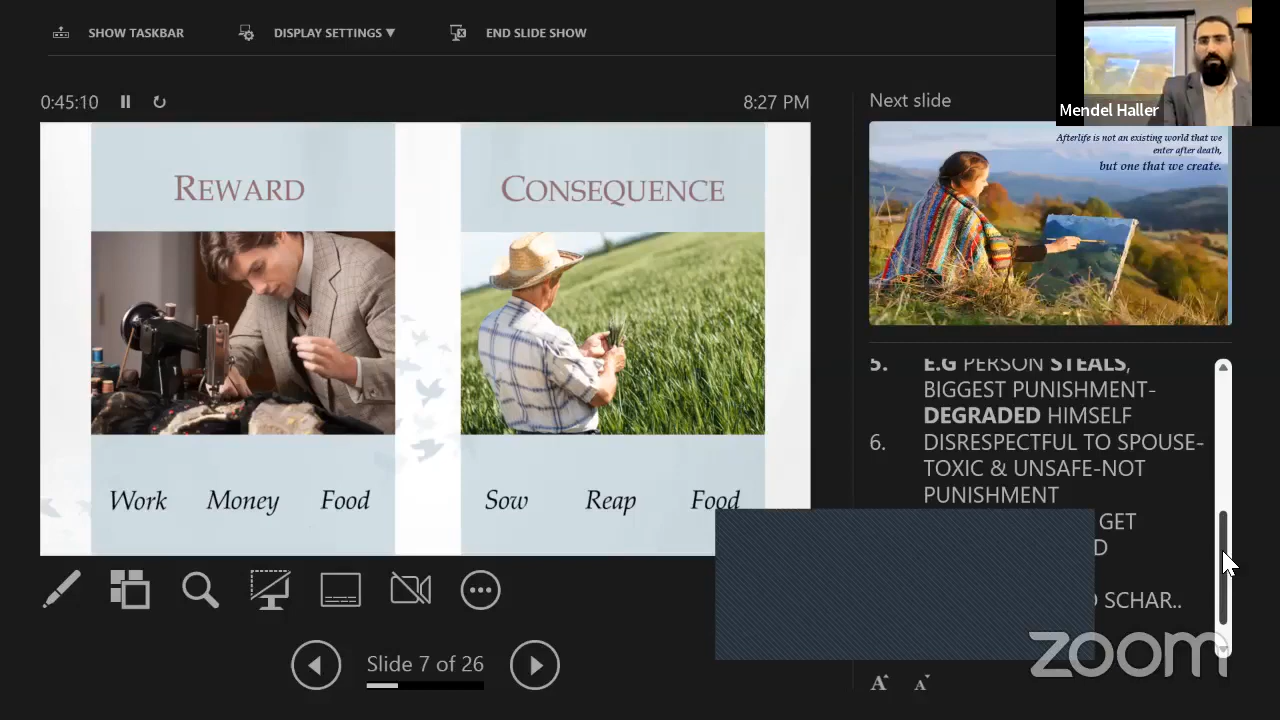 SHOW TASKBAR
DISPLAY SETTINGS ▼
END SLIDE SHOW
Mendel Haller
0:45:10
8:27 PM
Next slide
REWARD
CONSEQUENCE
Work Money Food
Sow Reap Food
Afterlife is not an existing world that we
enter after death,
but one that we create.
5. E.G PERSON STEALS,
BIGGEST PUNISHMENT-
DEGRADED HIMSELF
6. DISRESPECTFUL TO SPOUSE-
TOXIC & UNSAFE-NOT
PUNISHMENT
GET
SCHAR..
Slide 7 of 26
A A
zoom